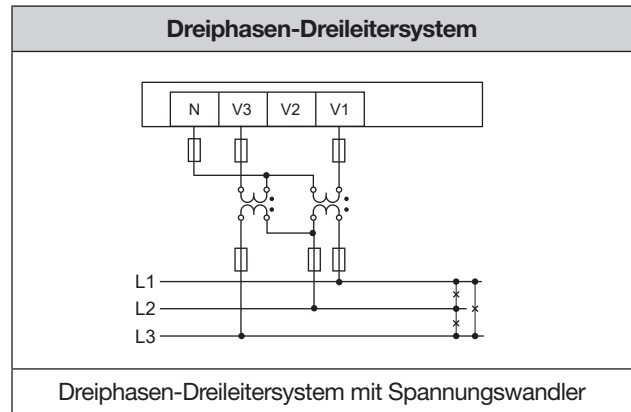 Dreiphasen-Dreileitersystem
N V3 V2 V1
L1
L2
L3
Dreiphasen-Dreileitersystem mit Spannungswandler